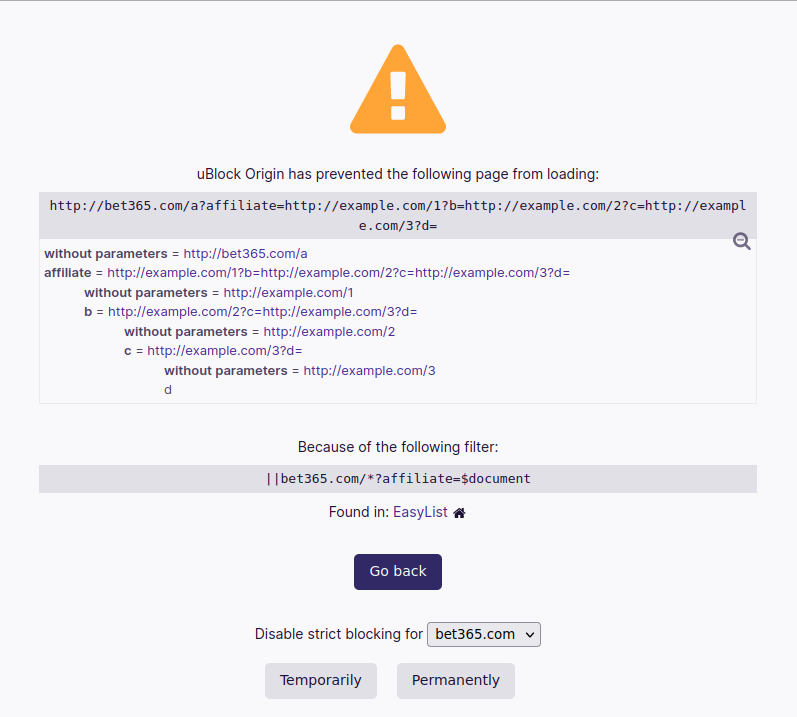 uBlock Origin has prevented the following page from loading:
http://bet365.com/a?affiliate=http://example.com/1?b=http://example.com/2?c=http://exampl
e.com/3?d=
without parameters = http://bet365.com/a
affiliate = http://example.com/1?b=http://example.com/2?c=http://example.com/3?d=
without parameters = http://example.com/1
b = http://example.com/2?c=http://example.com/3?d=
without parameters = http://example.com/2
c = http://example.com/3?d=
without parameters = http://example.com/3
d
Because of the following filter:
||bet365.com/*?affiliate=$document
Found in: EasyList
Go back
Disable strict blocking for bet365.com
Temporarily Permanently